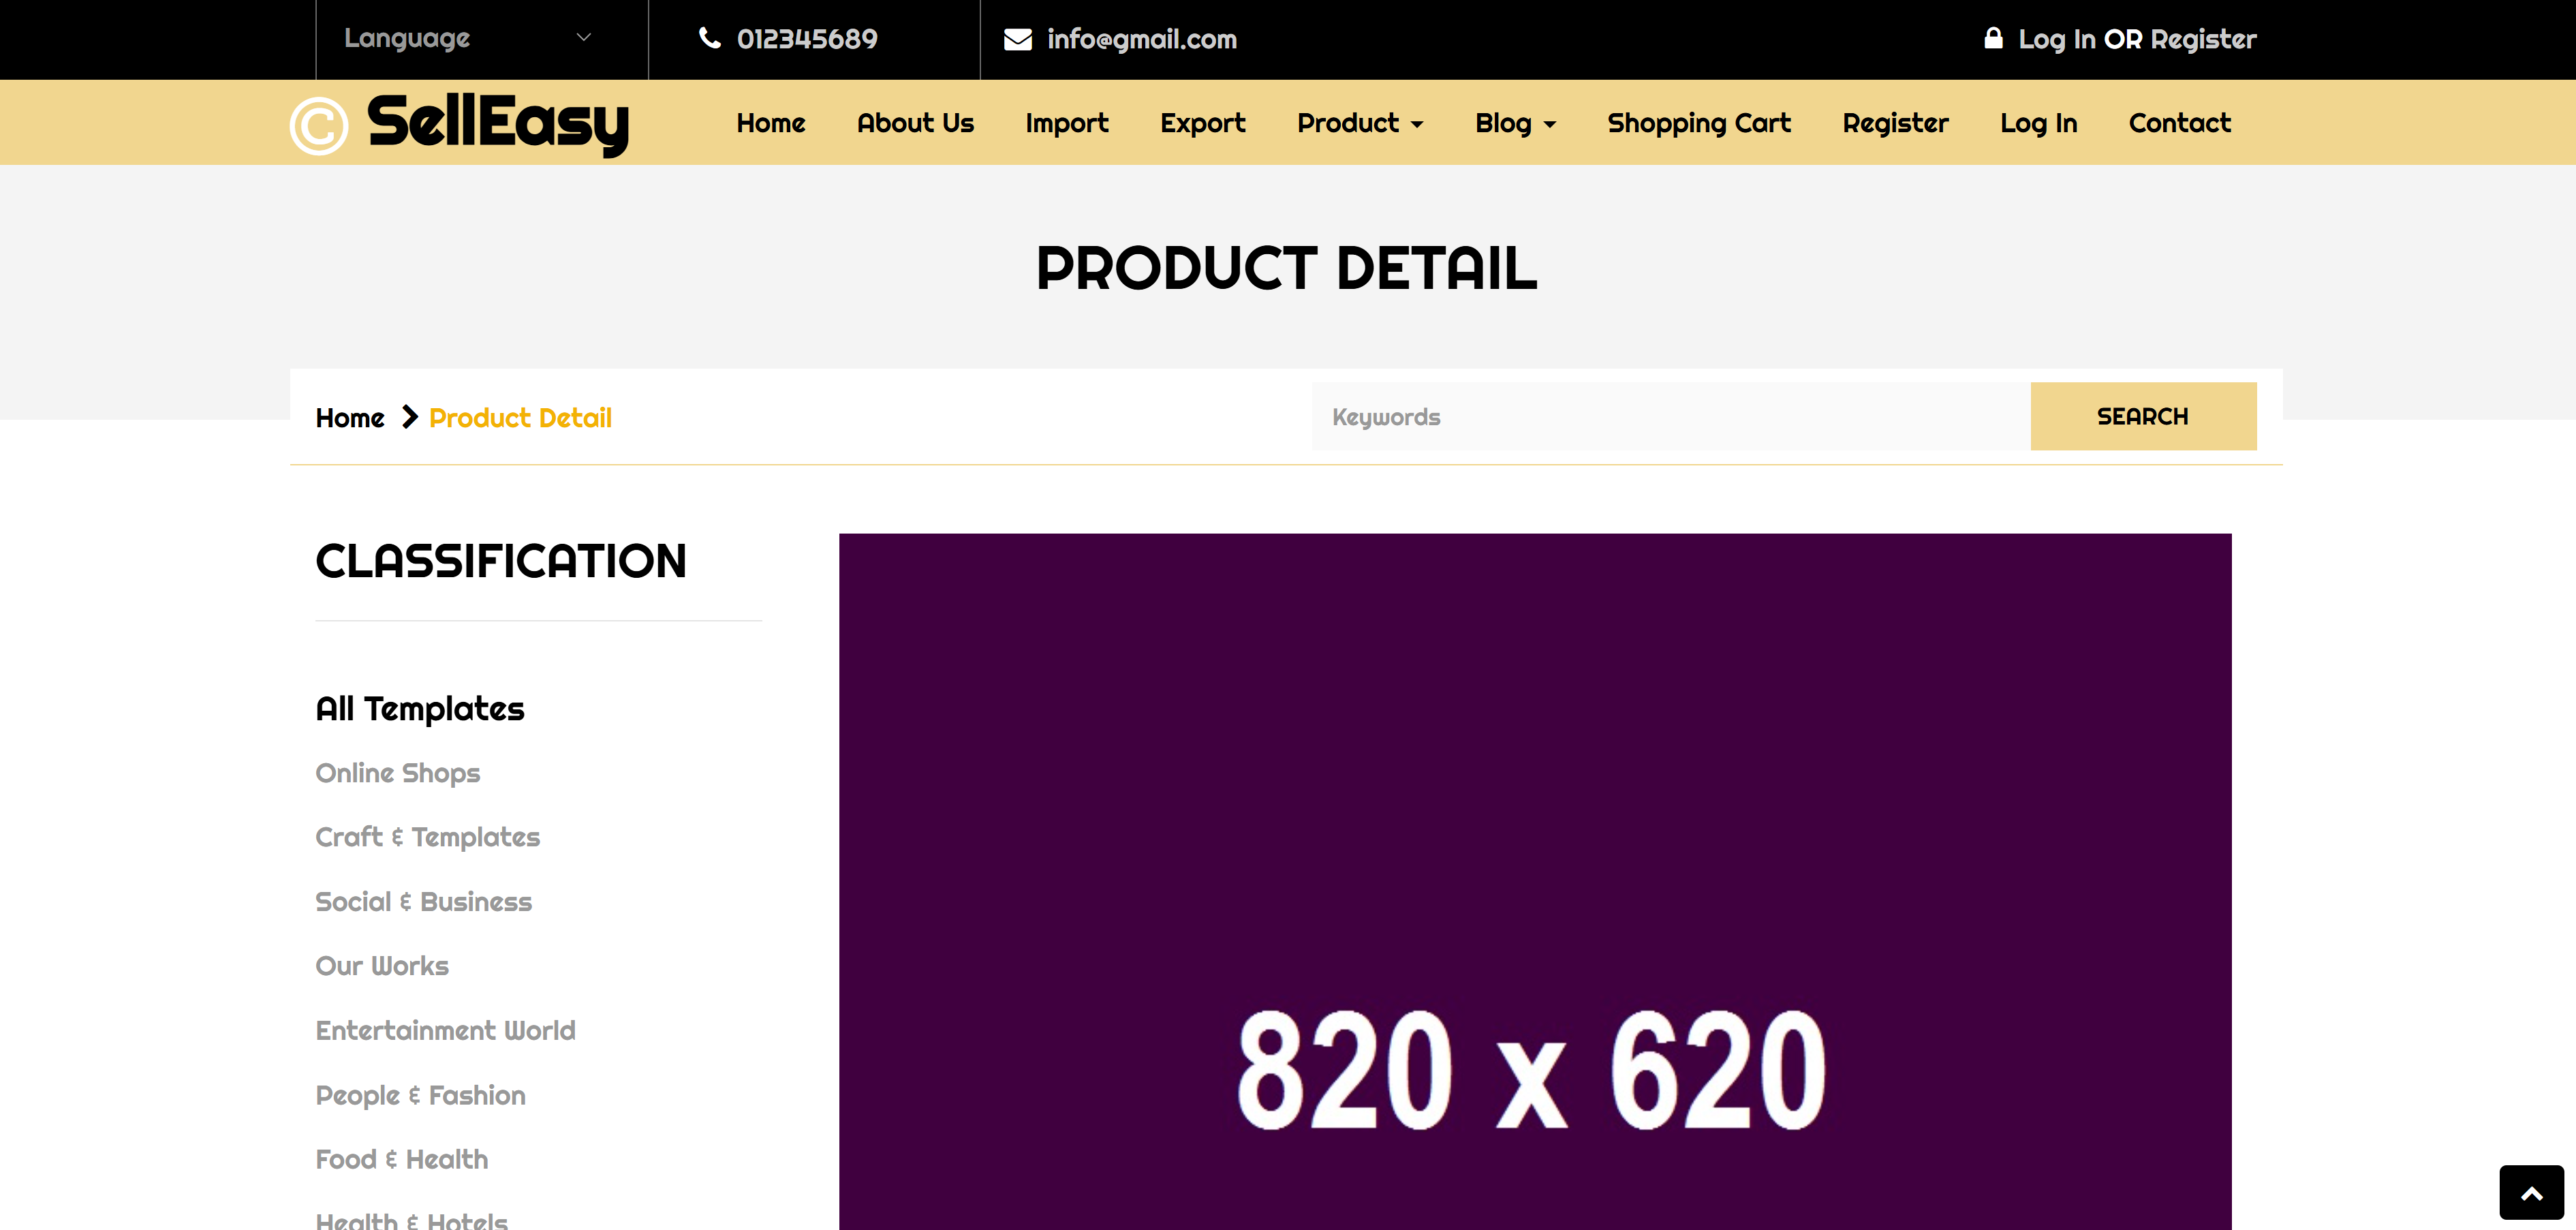 Language
012345689
info@gmail.com
Log In OR Register
© SellEasy
Home
About Us
Import
Export
Product
Blog
Shopping Cart
Register
Log In
Contact
PRODUCT DETAIL
Home
Product Detail
Keywords
SEARCH
CLASSIFICATION
All Templates
Online Shops
Craft & Templates
Social & Business
Our Works
Entertainment World
People & Fashion
Food & Health
Health & Hotels
820 x 620